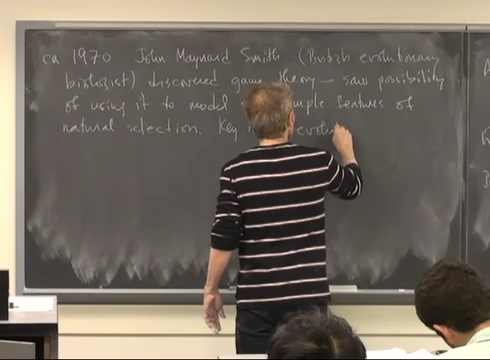 ca 1970 John Maynard Smith (British evolutionary
biologist) discovered game theory – saw possibility
of using it to model mple features of
natural selection. Key evolu